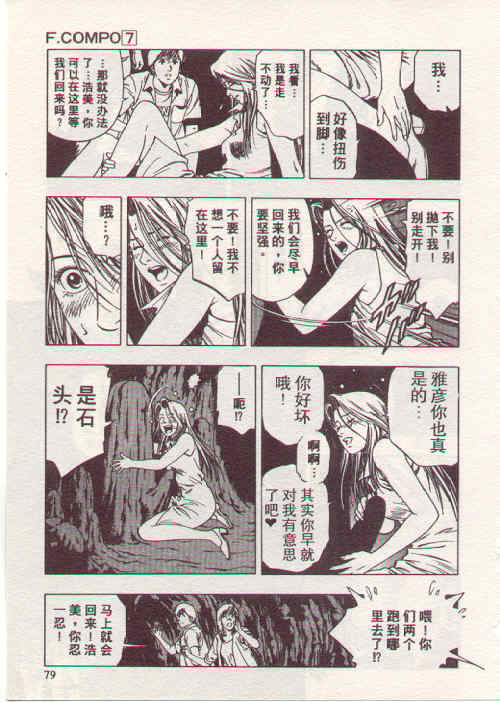 F.COMPO 7
我…
好像扭伤
到脚…
我看…
我是走
不动了…
…那就没办法
了…浩美，你
可以在这里等
我们回来吗？
不要！别
抛下我！
别走开！
我们会尽早
回来的，你
要坚强。
不要！我不
想一个人留
在这里！
哦…？
雅彦你也真
是的…
你好坏
哦！
啊啊…
其实你早就
对我有意思
了吧❤
——呃!?
是石
头!?
喂！你
们两个
跑到哪
里去了!?
马上就会
回来！浩
美，你忍
一忍！
79